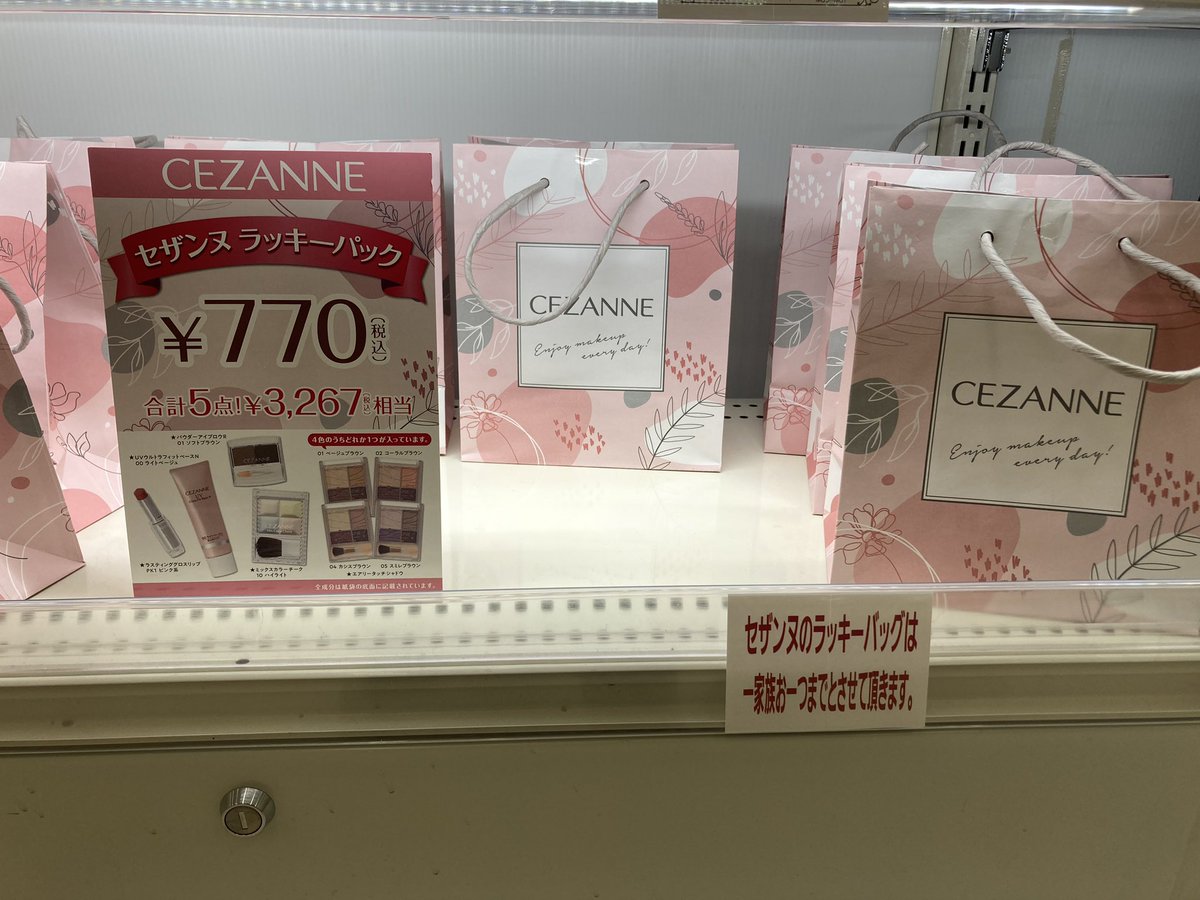 CEZANNE
セザンヌ ラッキーパック
¥770(税込)
合計5点!¥3,267(税込)相当
★パウダーアイブロウR
01 ソフトブラウン
★UVウルトラフィットベースN
00 ライトベージュ
4色のうちどれか1つが入っています。
01 ベージュブラウン
02 コーラルブラウン
★ラスティンググロスリップ
PK1 ピンク系
★ミックスカラーチーク
10 ハイライト
04 カシスブラウン
05 スミレブラウン
★エアリータッチシャドウ
全成分は紙袋の底面に記載されています。
CEZANNE
Enjoy makeup
every day!
CEZANNE
Enjoy makeup
every day!
セザンヌのラッキーバッグは
一家族お一つまでとさせて頂きます。